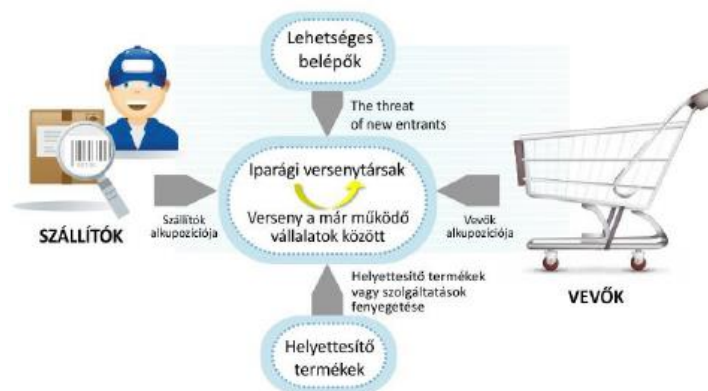 Lehetséges
belépők
The threat
of new entrants
Iparági versenytársak
Verseny a már működő
vállalatok között
Szállítók
alkupozíciója
SZÁLLÍTÓK
Vevők
alkupozíciója
VEVŐK
Helyettesítő termékek
vagy szolgáltatások
fenyegetése
Helyettesítő
termékek